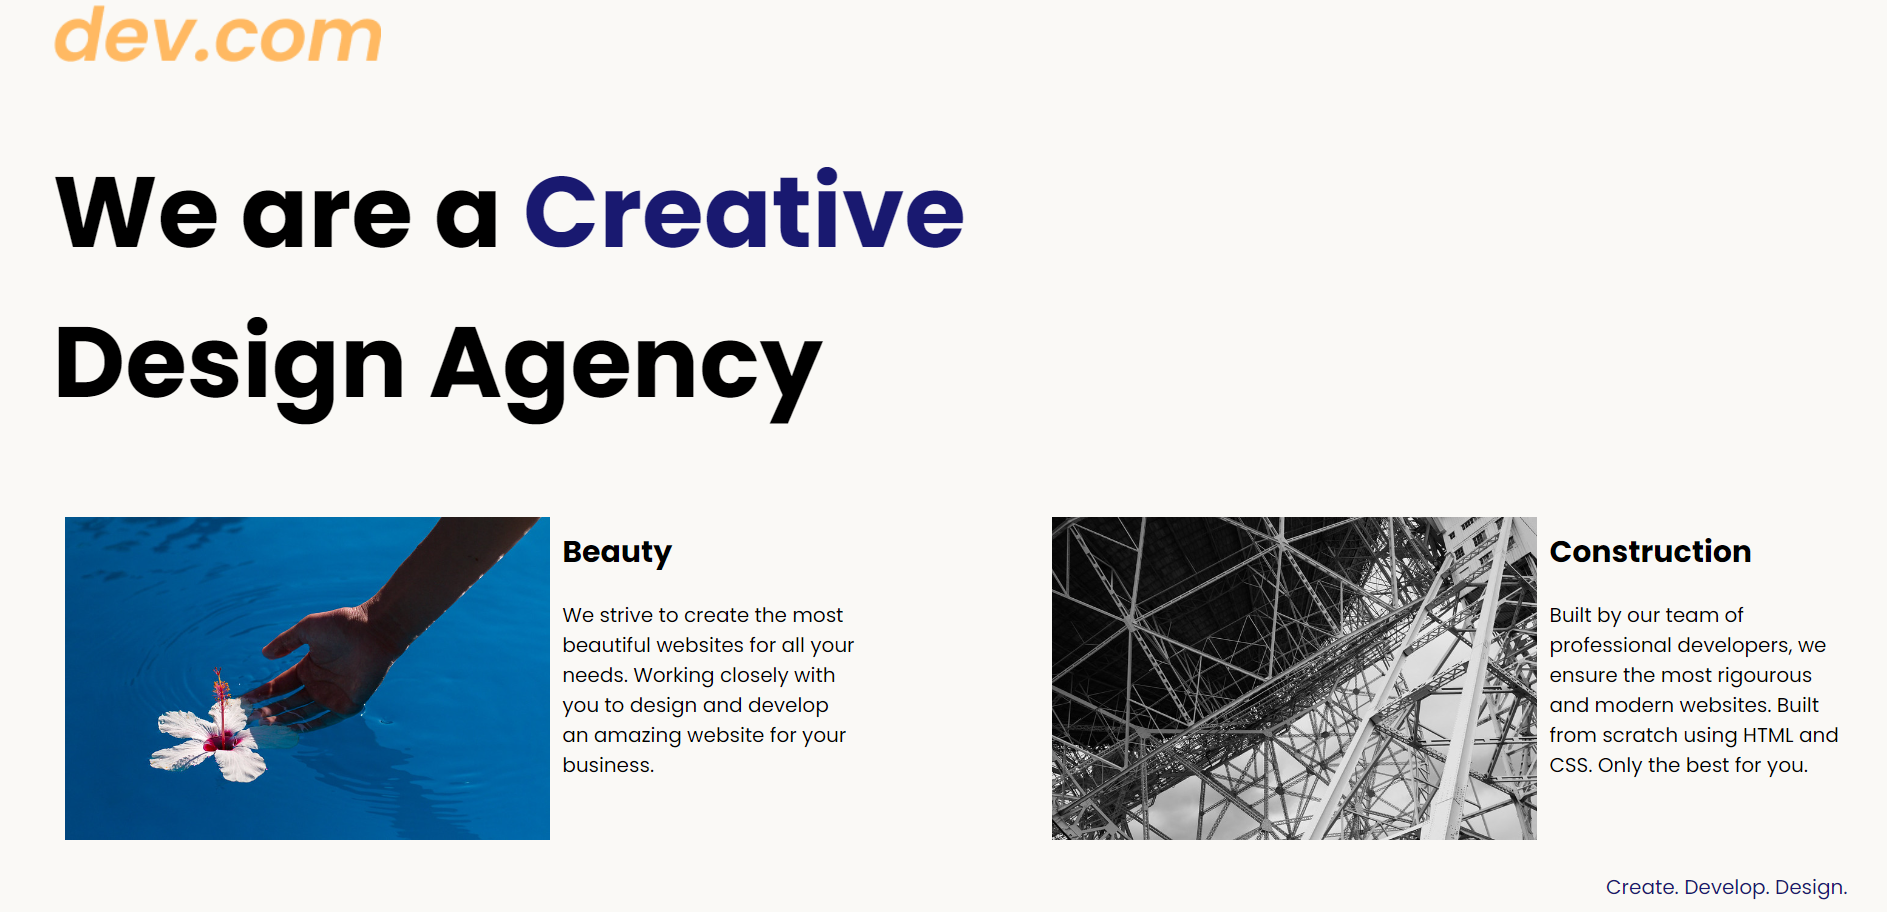 dev.com
We are a Creative
Design Agency
Beauty
We strive to create the most
beautiful websites for all your
needs. Working closely with
you to design and develop
an amazing website for your
business.
Construction
Built by our team of
professional developers, we
ensure the most rigourous
and modern websites. Built
from scratch using HTML and
CSS. Only the best for you.
Create. Develop. Design.